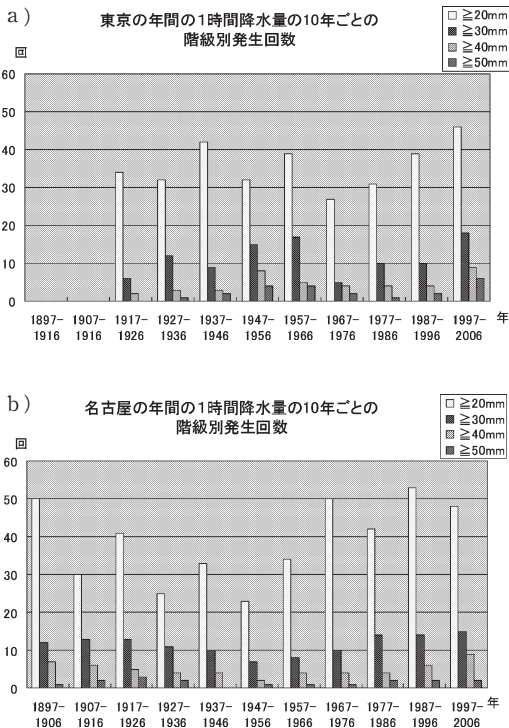 a)
東京の年間の1時間降水量の10年ごとの
階級別発生回数
≧20mm
≧30mm
≧40mm
≧50mm
回
60
50
40
30
20
10
0
1897- 1907- 1917- 1927- 1937- 1947- 1957- 1967- 1977- 1987- 1997- 年
1916 1916 1926 1936 1946 1956 1966 1976 1986 1996 2006
b)
名古屋の年間の1時間降水量の10年ごとの
階級別発生回数
≧20mm
≧30mm
≧40mm
≧50mm
回
60
50
40
30
20
10
0
1897- 1907- 1917- 1927- 1937- 1947- 1957- 1967- 1977- 1987- 1997- 年
1906 1916 1926 1936 1946 1956 1966 1976 1986 1996 2006